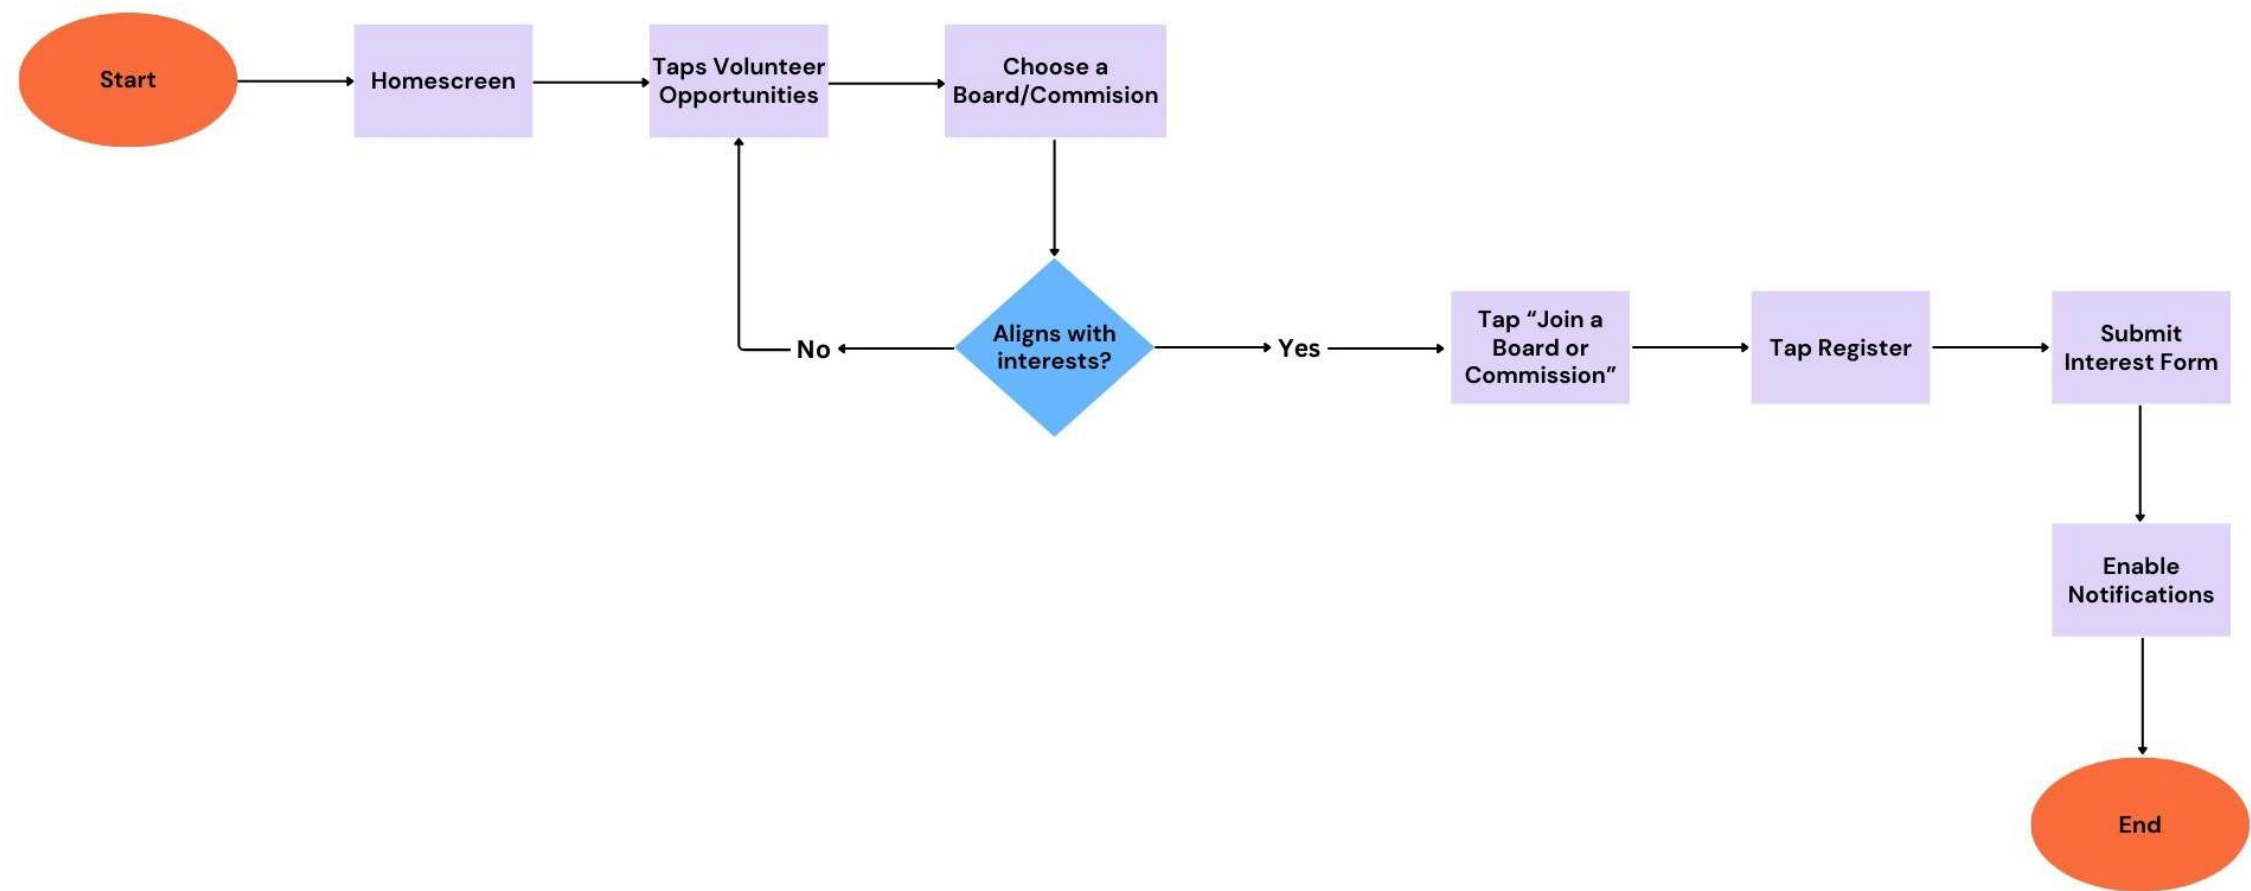 Start
Homescreen
Taps Volunteer
Opportunities
Choose a
Board/Commision
Aligns with
interests?
No
Yes
Tap “Join a
Board or
Commission”
Tap Register
Submit
Interest Form
Enable
Notifications
End